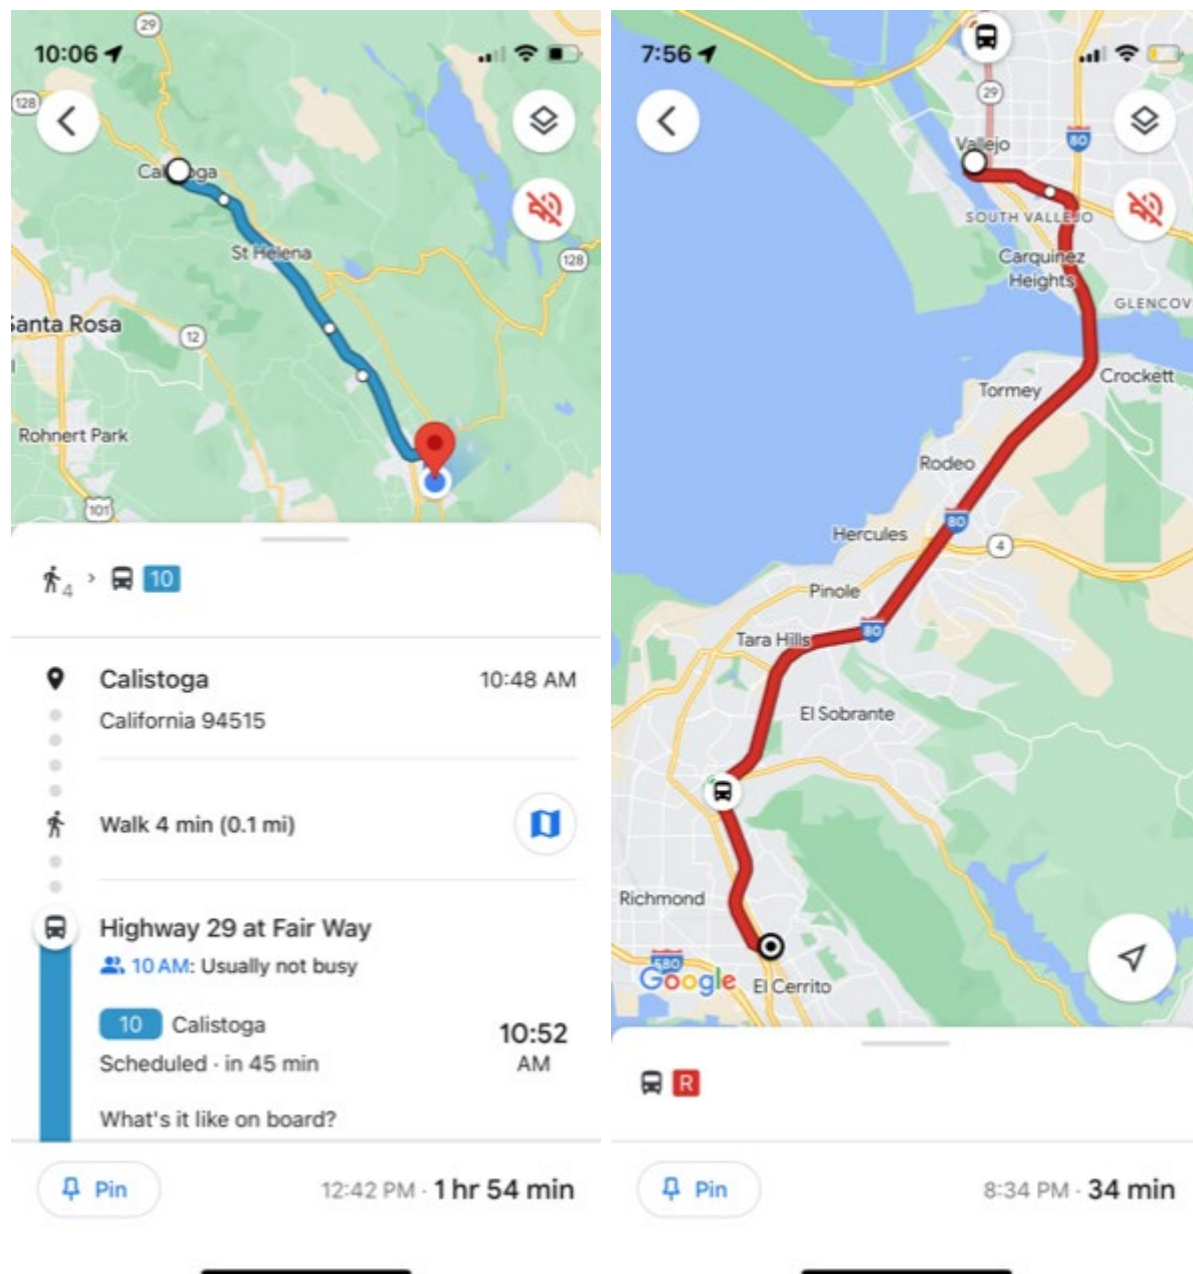 10:06
29
128
Calistoga
St Helena
128
Santa Rosa
12
Rohnert Park
101
4
10
Calistoga
10:48 AM
California 94515
Walk 4 min (0.1 mi)
Highway 29 at Fair Way
10 AM: Usually not busy
10 Calistoga
10:52
AM
Scheduled · in 45 min
What's it like on board?
Pin
12:42 PM · 1 hr 54 min
7:56
29
Vallejo
80
SOUTH VALLEJO
Carquinez
Heights
GLENCOV
Crockett
Tormey
Rodeo
80
Hercules
4
Pinole
80
Tara Hills
El Sobrante
Richmond
580
Google
El Cerrito
R
Pin
8:34 PM · 34 min